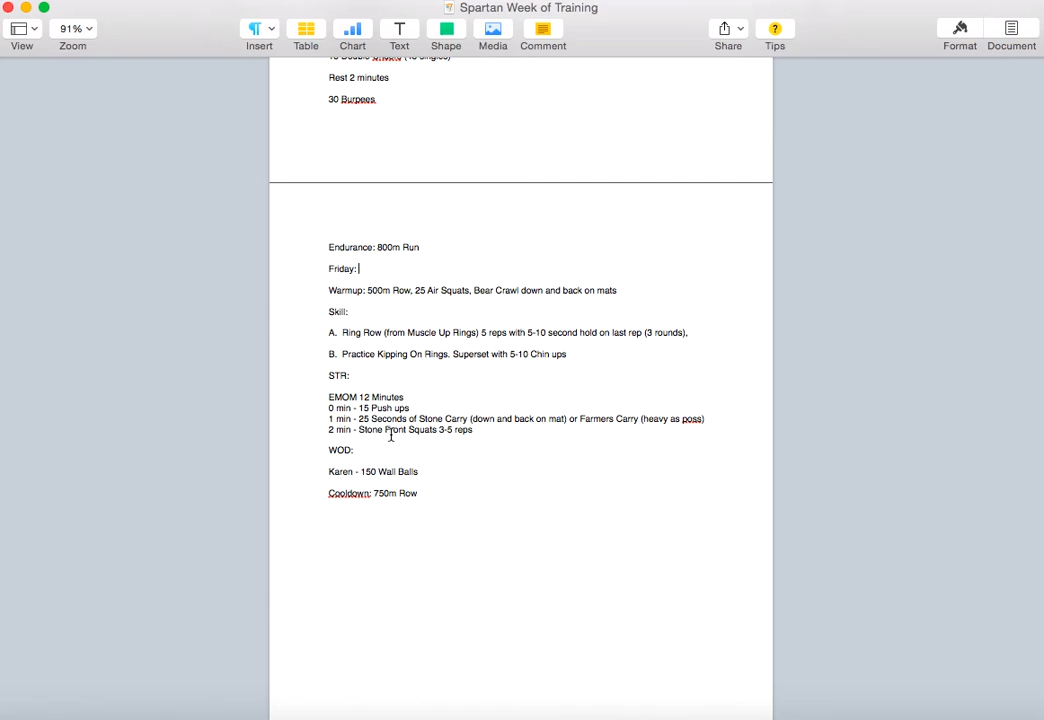 Spartan Week of Training
91%
View
Zoom
Insert
Table
Chart
Text
Shape
Media
Comment
Share
Tips
Format
Document
Rest 2 minutes
30 Burpees
Endurance: 800m Run
Friday:
Warmup: 500m Row, 25 Air Squats, Bear Crawl down and back on mats
Skill:
A. Ring Row (from Muscle Up Rings) 5 reps with 5-10 second hold on last rep (3 rounds),
B. Practice Kipping On Rings. Superset with 5-10 Chin ups
STR:
EMOM 12 Minutes
0 min - 15 Push ups
1 min - 25 Seconds of Stone Carry (down and back on mat) or Farmers Carry (heavy as poss)
2 min - Stone Front Squats 3-5 reps
WOD:
Karen - 150 Wall Balls
Cooldown: 750m Row